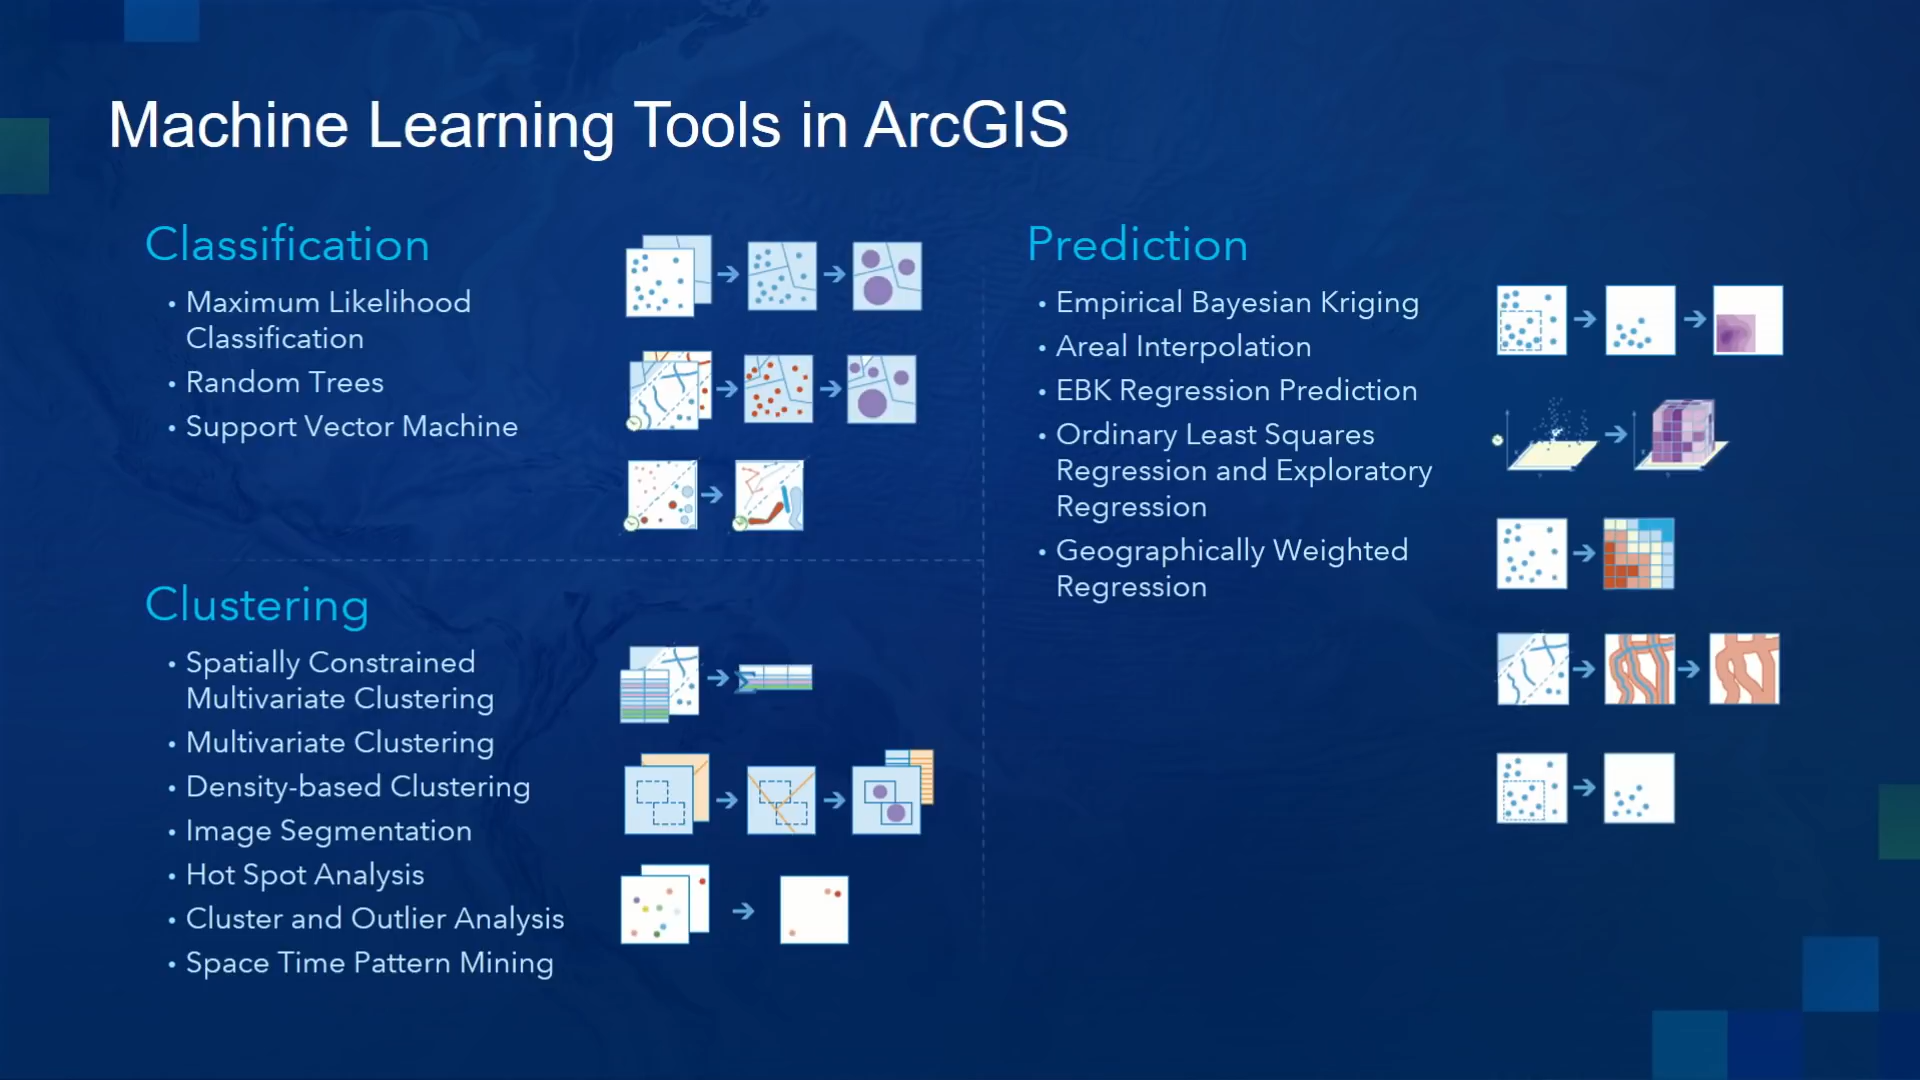 Machine Learning Tools in ArcGIS
Classification
• Maximum Likelihood
Classification
• Random Trees
• Support Vector Machine
Clustering
• Spatially Constrained
Multivariate Clustering
• Multivariate Clustering
• Density-based Clustering
• Image Segmentation
• Hot Spot Analysis
• Cluster and Outlier Analysis
• Space Time Pattern Mining
Prediction
• Empirical Bayesian Kriging
• Areal Interpolation
• EBK Regression Prediction
• Ordinary Least Squares
Regression and Exploratory
Regression
• Geographically Weighted
Regression